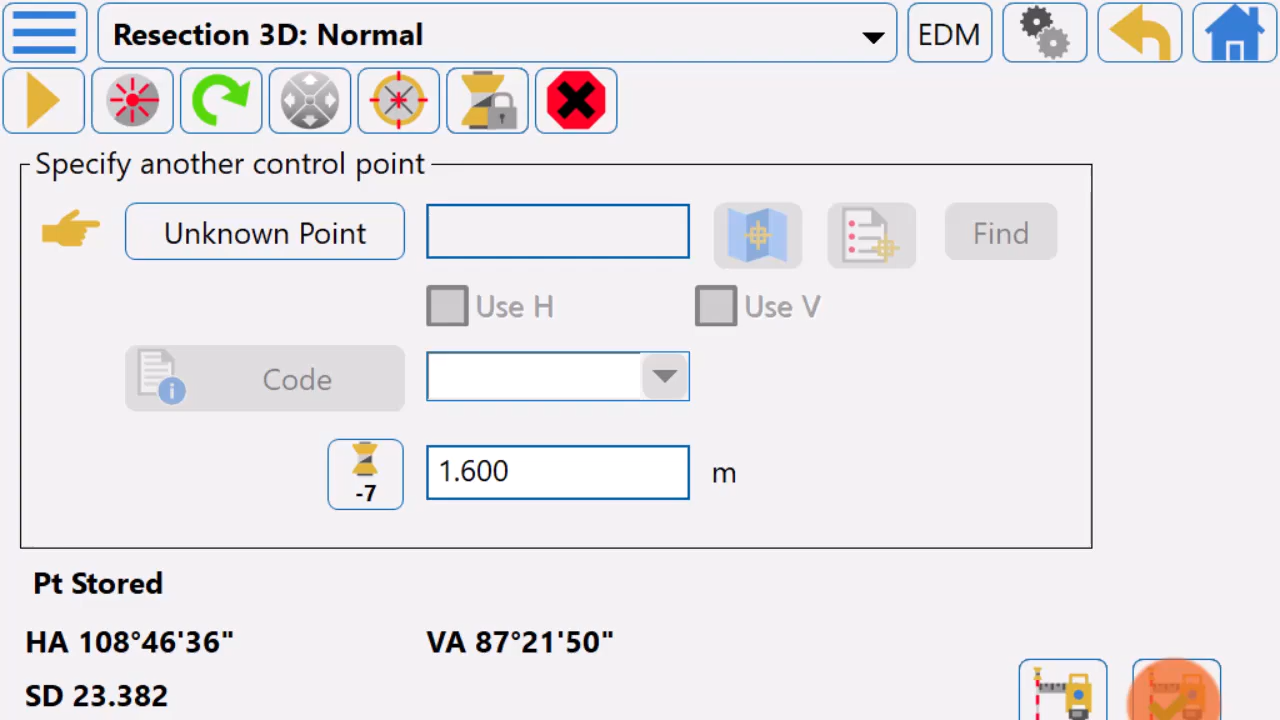 Resection 3D: Normal
EDM
Specify another control point
Unknown Point
Find
Use H
Use V
Code
-7
1.600
m
Pt Stored
HA 108°46'36"
VA 87°21'50"
SD 23.382